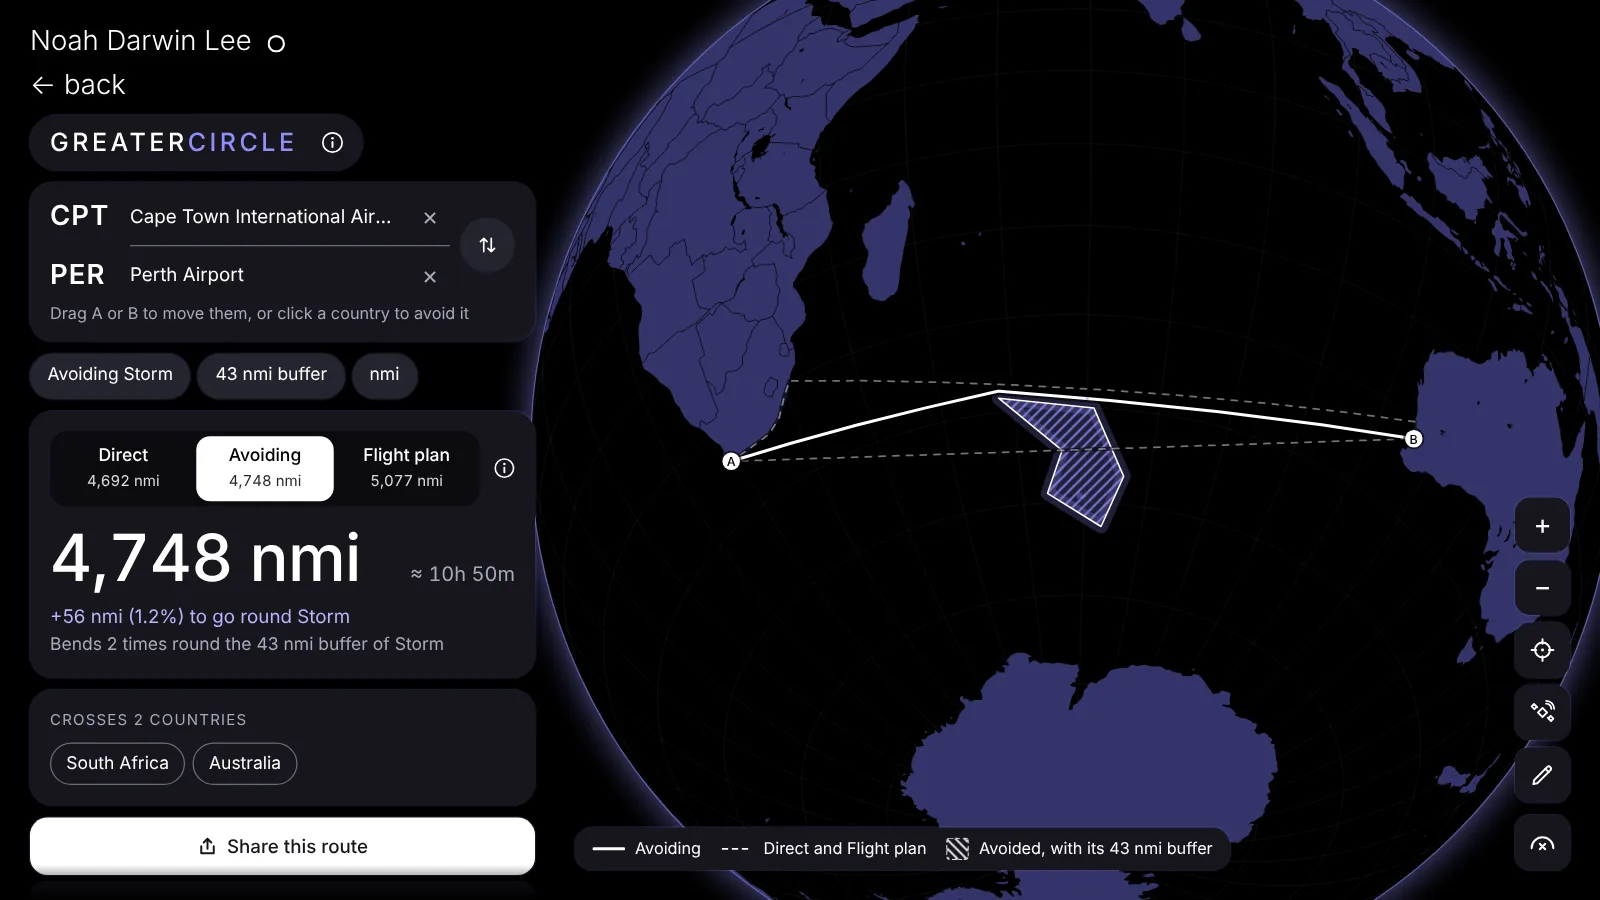 Noah Darwin Lee
← back
GREATERCIRCLE
CPT Cape Town International Air...
PER Perth Airport
Drag A or B to move them, or click a country to avoid it
Avoiding Storm
43 nmi buffer
nmi
Direct
4,692 nmi
Avoiding
4,748 nmi
Flight plan
5,077 nmi
4,748 nmi
≈ 10h 50m
+56 nmi (1.2%) to go round Storm
Bends 2 times round the 43 nmi buffer of Storm
CROSSES 2 COUNTRIES
South Africa
Australia
Share this route
A
B
Avoiding
Direct and Flight plan
Avoided, with its 43 nmi buffer